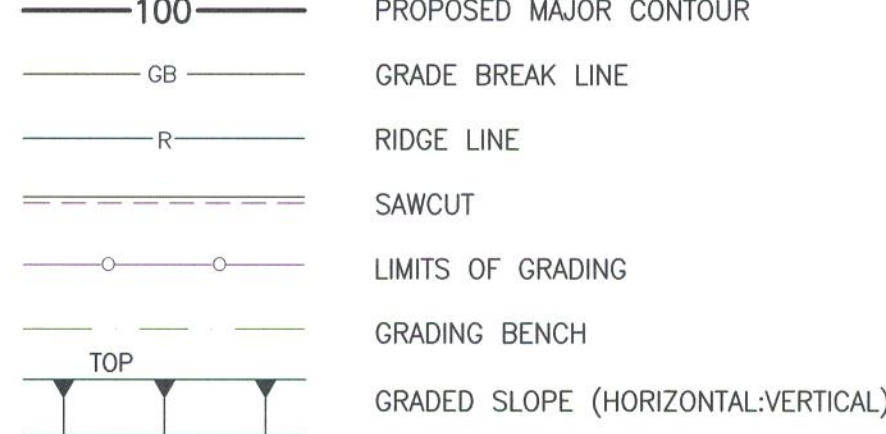 100 PROPOSED MAJOR CONTOUR
GB GRADE BREAK LINE
R RIDGE LINE
SAWCUT
LIMITS OF GRADING
GRADING BENCH
TOP
GRADED SLOPE (HORIZONTAL:VERTICAL)